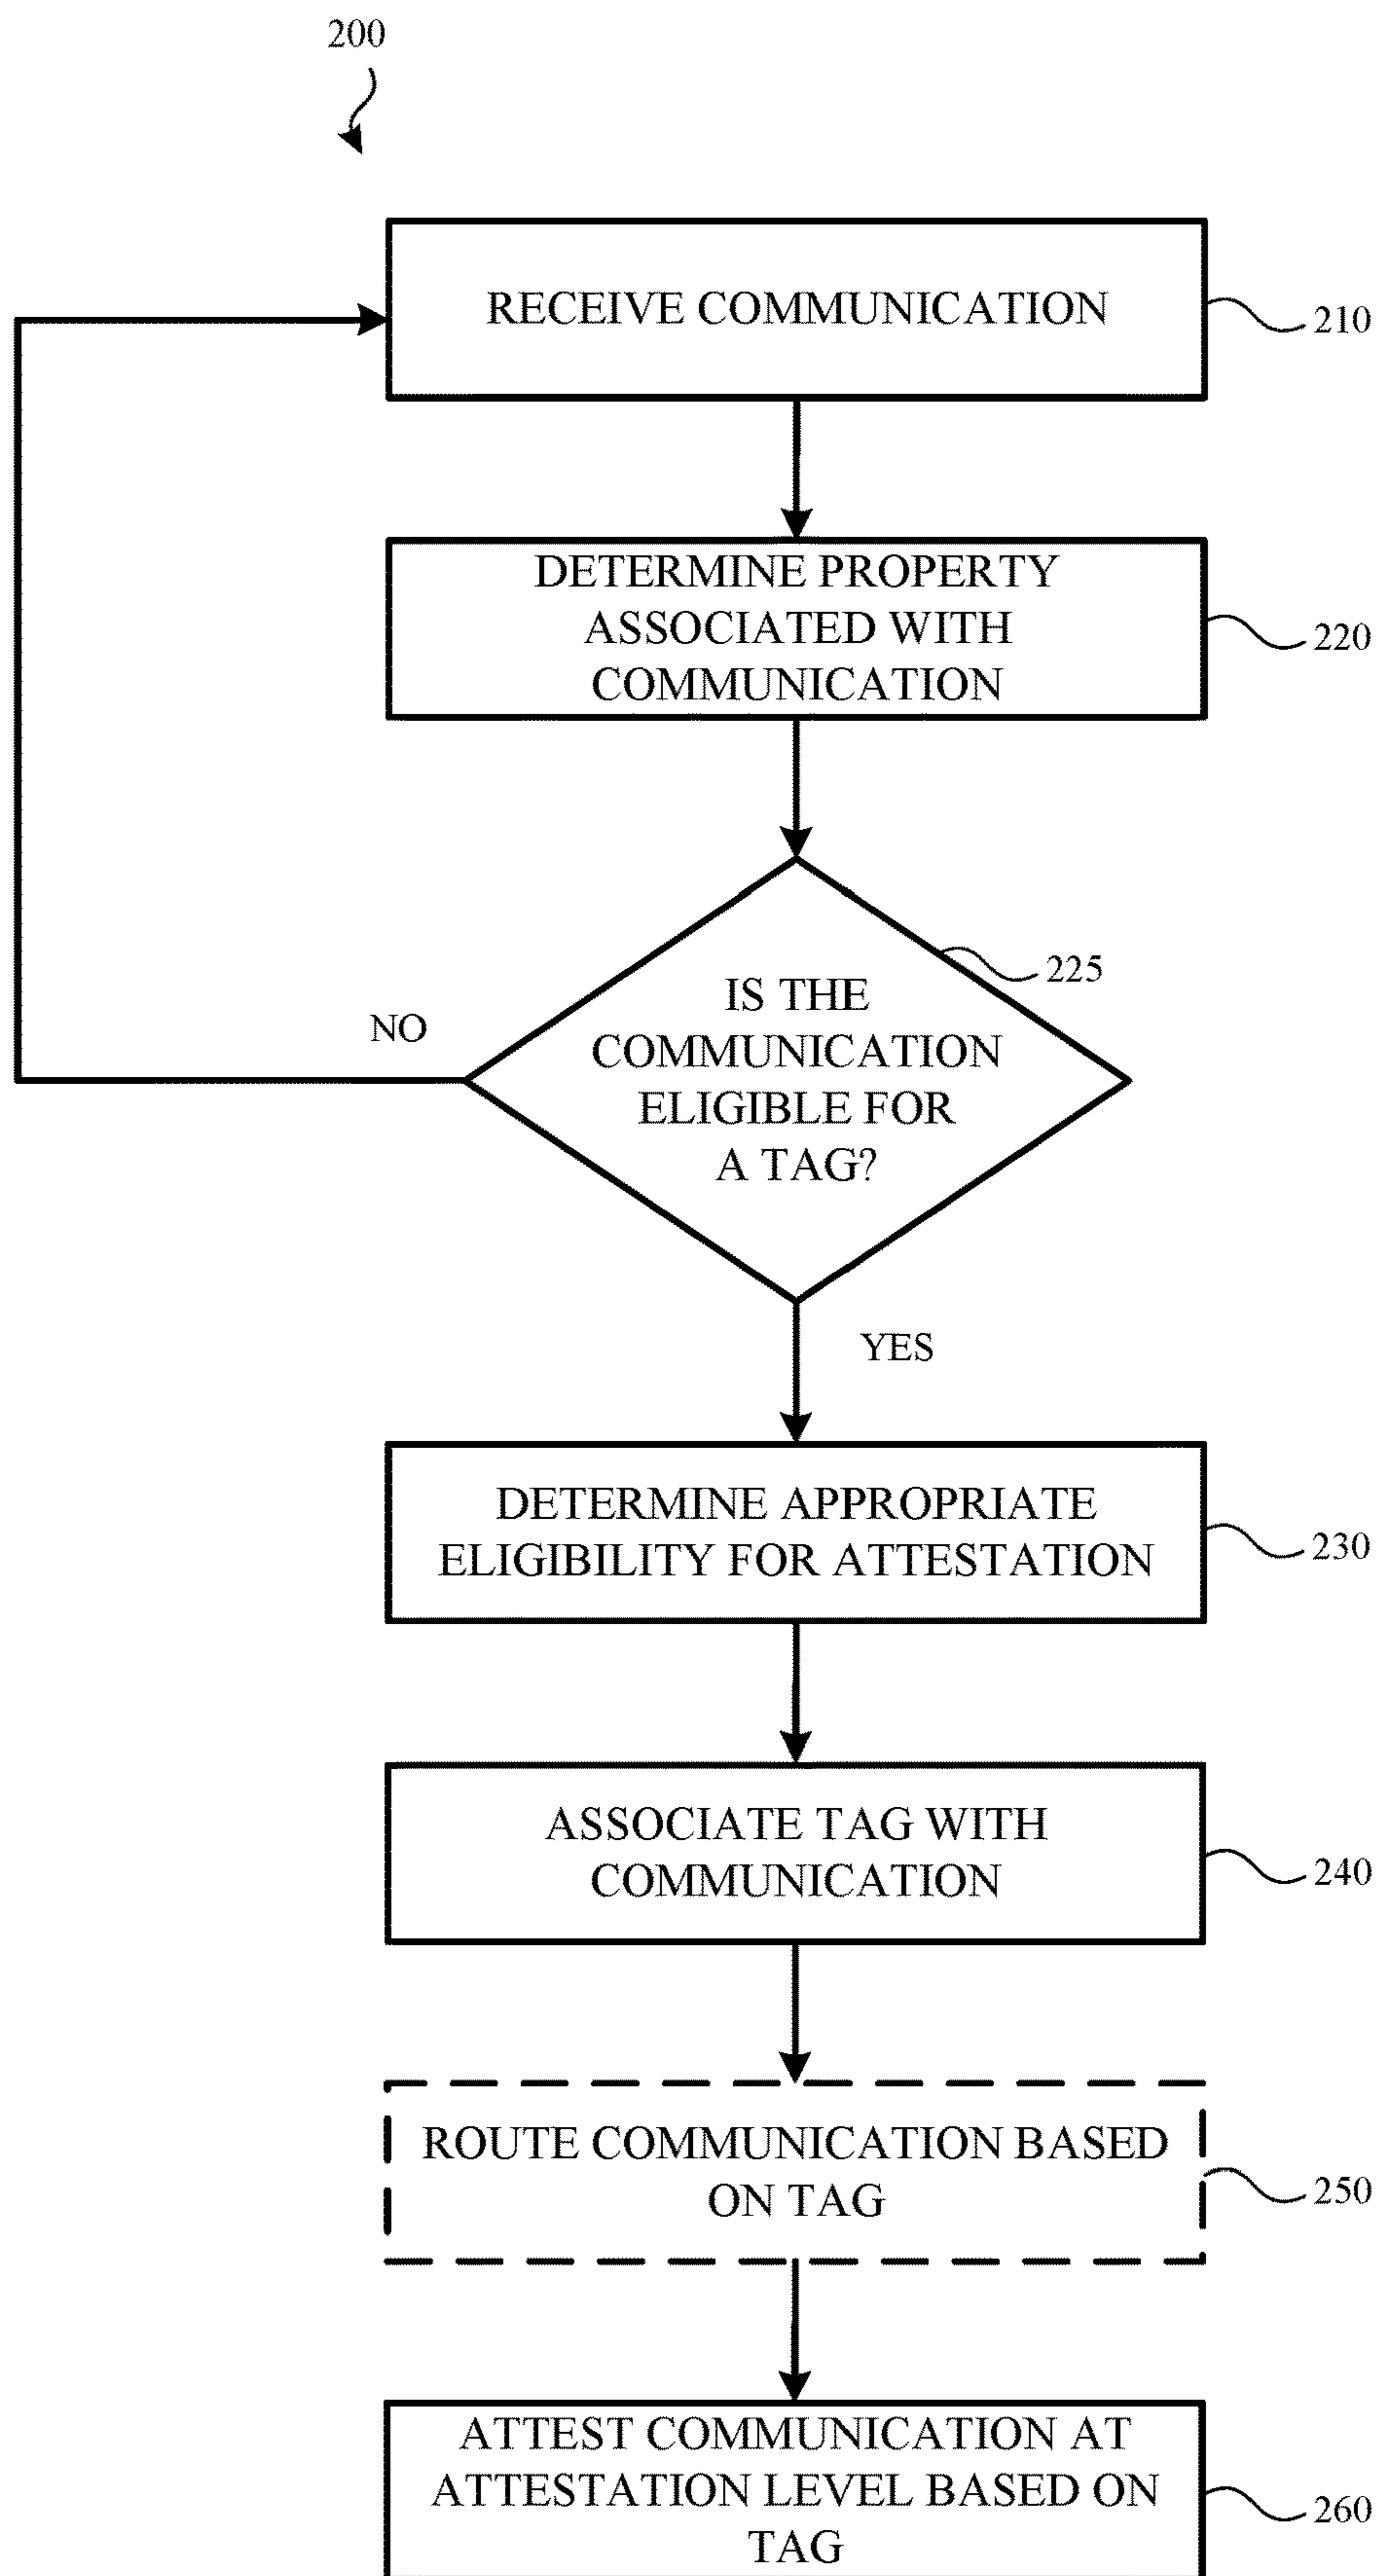 200
RECEIVE COMMUNICATION
210
DETERMINE PROPERTY
ASSOCIATED WITH
COMMUNICATION
220
225
IS THE
COMMUNICATION
ELIGIBLE FOR
A TAG?
NO
YES
DETERMINE APPROPRIATE
ELIGIBILITY FOR ATTESTATION
230
ASSOCIATE TAG WITH
COMMUNICATION
240
ROUTE COMMUNICATION BASED
ON TAG
250
ATTEST COMMUNICATION AT
ATTESTATION LEVEL BASED ON
TAG
260